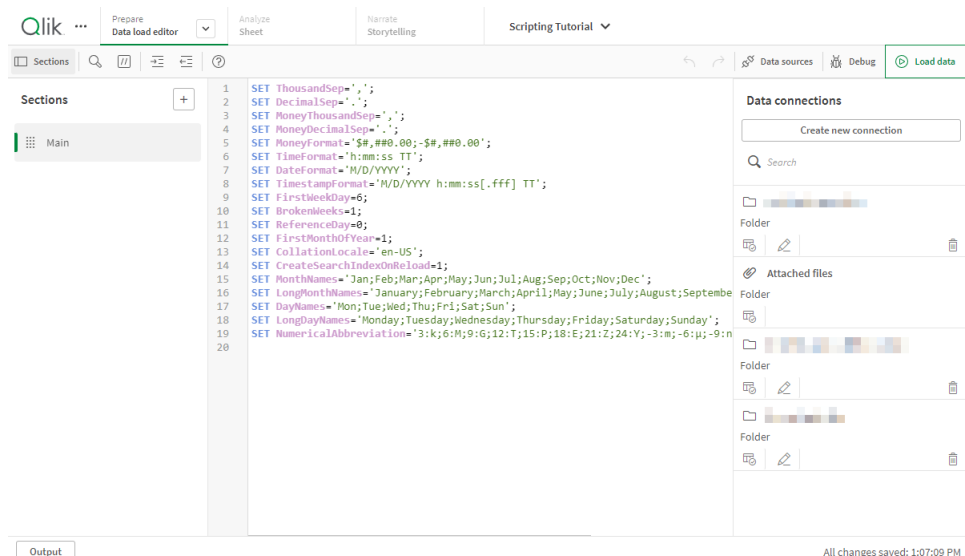 Qlik
Prepare
Data load editor
Analyze
Sheet
Narrate
Storytelling
Scripting Tutorial
Sections
Data sources
Debug
Load data
Sections
Main
1 SET ThousandSep=',';
2 SET DecimalSep='.';
3 SET MoneyThousandSep=',';
4 SET MoneyDecimalSep='.';
5 SET MoneyFormat='$#,##0.00;-$#,##0.00';
6 SET TimeFormat='h:mm:ss TT';
7 SET DateFormat='M/D/YYYY';
8 SET TimestampFormat='M/D/YYYY h:mm:ss[.fff] TT';
9 SET FirstWeekDay=6;
10 SET BrokenWeeks=1;
11 SET ReferenceDay=0;
12 SET FirstMonthOfYear=1;
13 SET CollationLocale='en-US';
14 SET CreateSearchIndexOnReload=1;
15 SET MonthNames='Jan;Feb;Mar;Apr;May;Jun;Jul;Aug;Sep;Oct;Nov;Dec';
16 SET LongMonthNames='January;February;March;April;May;June;July;August;Septembe
17 SET DayNames='Mon;Tue;Wed;Thu;Fri;Sat;Sun';
18 SET LongDayNames='Monday;Tuesday;Wednesday;Thursday;Friday;Saturday;Sunday';
19 SET NumericalAbbreviation='3:k;6:M;9:G;12:T;15:P;18:E;21:Z;24:Y;-3:m;-6:μ;-9:n
20
Data connections
Create new connection
Search
Folder
Attached files
Folder
Folder
Folder
Output
All changes saved: 1:07:09 PM